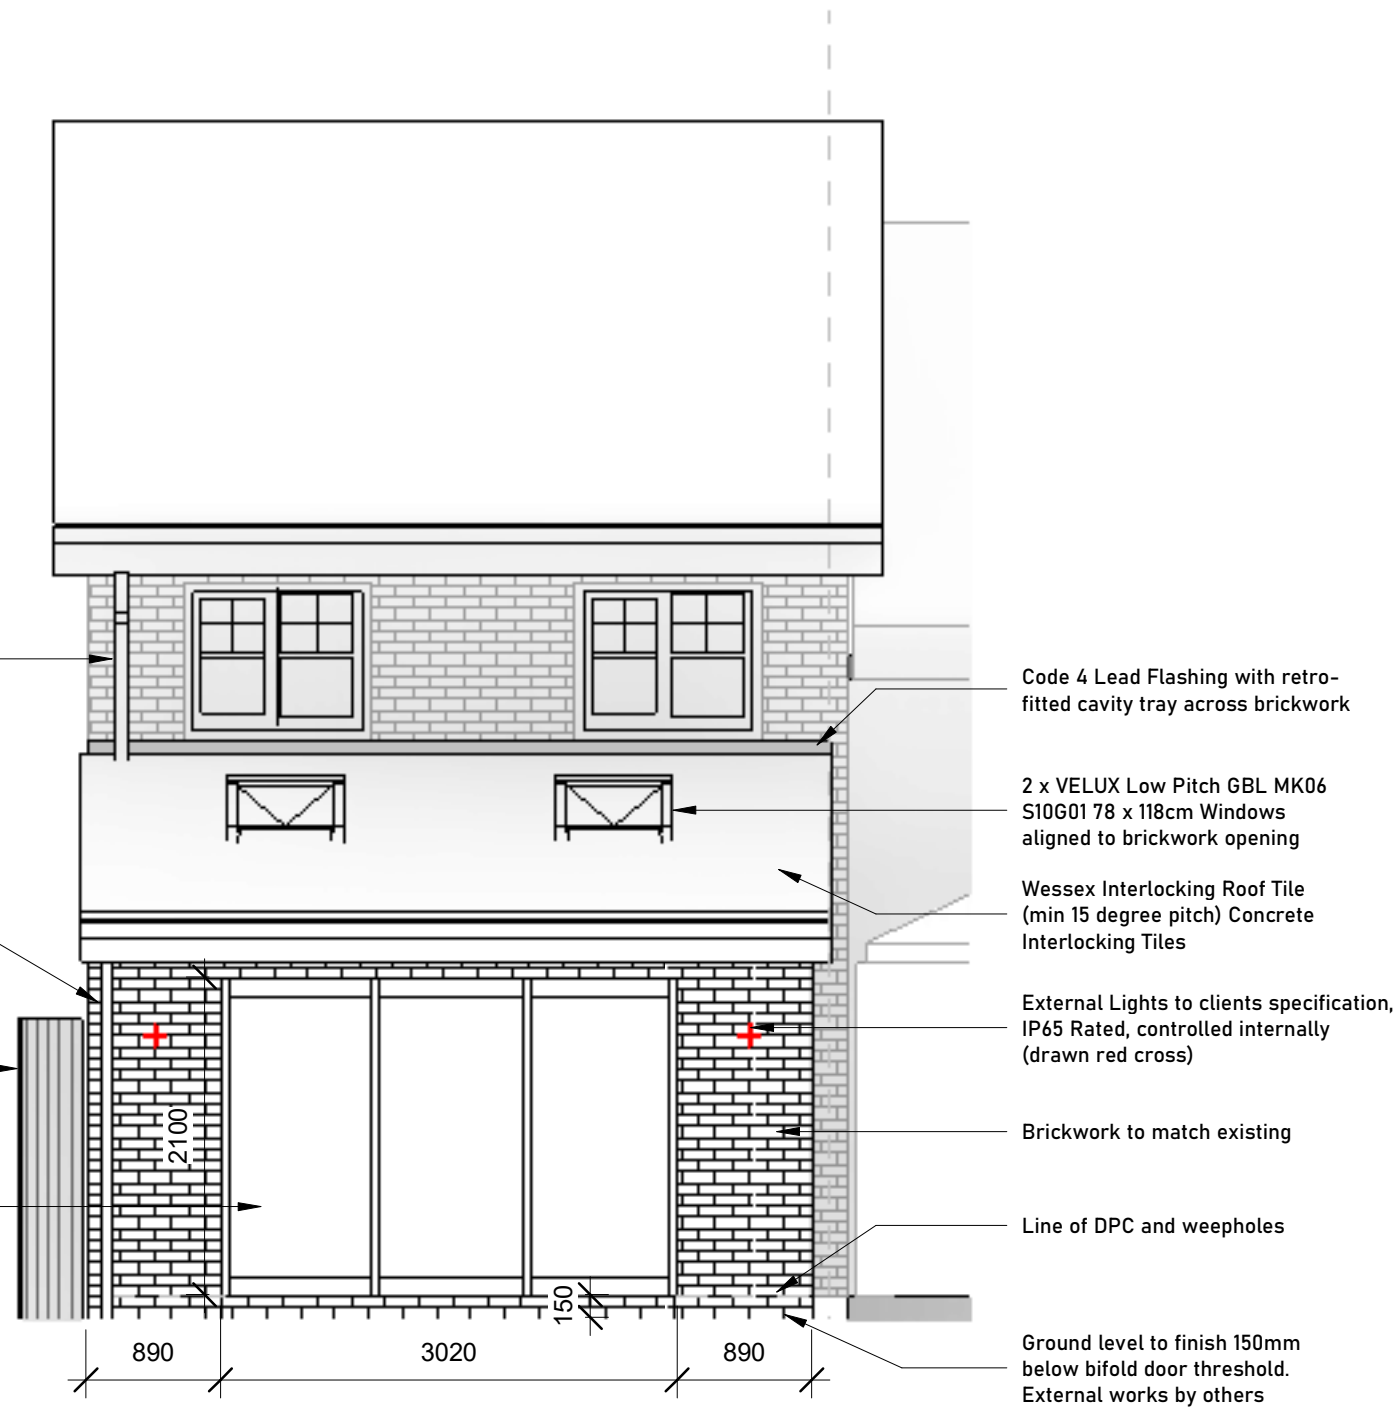 Code 4 Lead Flashing with retro-
fitted cavity tray across brickwork
2 x VELUX Low Pitch GBL MK06
S10G01 78 x 118cm Windows
aligned to brickwork opening
Wessex Interlocking Roof Tile
(min 15 degree pitch) Concrete
Interlocking Tiles
External Lights to clients specification,
IP65 Rated, controlled internally
(drawn red cross)
2100
Brickwork to match existing
Line of DPC and weepholes
150
890
3020
890
Ground level to finish 150mm
below bifold door threshold.
External works by others